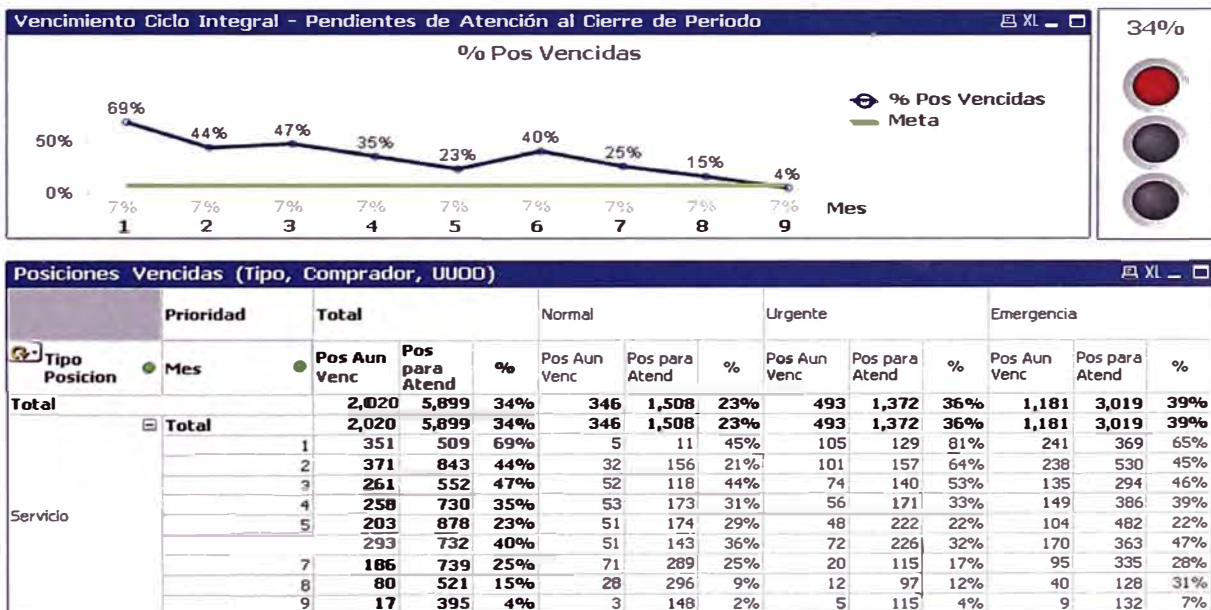 Vencimiento Ciclo Integral - Pendientes de Atención al Cierre de Periodo XL
% Pos Vencidas
34%
% Pos Vencidas
Meta
50%
0%
69% 44% 47% 35% 23% 40% 25% 15% 4%
7% 7% 7% 7% 7% 7% 7% 7% 7% Mes
1 2 3 4 5 6 7 8 9
Posiciones Vencidas (Tipo, Comprador, UUOO) XL
Prioridad Total Normal Urgente Emergencia
Tipo Posicion Mes Pos Aun Venc Pos para Atend % Pos Aun Venc Pos para Atend % Pos Aun Venc Pos para Atend % Pos Aun Venc Pos para Atend %
Total 2,020 5,899 34% 346 1,508 23% 493 1,372 36% 1,181 3,019 39%
Total 2,020 5,899 34% 346 1,508 23% 493 1,372 36% 1,181 3,019 39%
Servicio
1 351 509 69% 5 11 45% 105 129 81% 241 369 65%
2 371 843 44% 32 156 21% 101 157 64% 238 530 45%
3 261 552 47% 52 118 44% 74 140 53% 135 294 46%
4 258 730 35% 53 173 31% 56 171 33% 149 386 39%
5 203 878 23% 51 174 29% 48 222 22% 104 482 22%
293 732 40% 51 143 36% 72 226 32% 170 363 47%
7 186 739 25% 71 289 25% 20 115 17% 95 335 28%
8 80 521 15% 28 296 9% 12 97 12% 40 128 31%
9 17 395 4% 3 148 2% 5 115 4% 9 132 7%